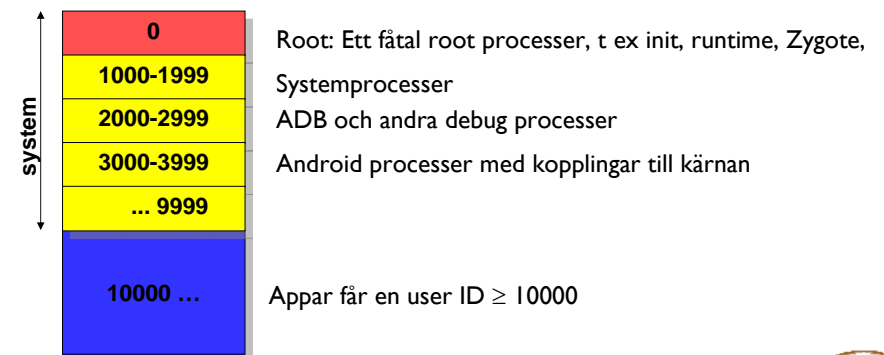 0
Root: Ett fåtal root processer, t ex init, runtime, Zygote,
1000-1999
Systemprocesser
2000-2999
ADB och andra debug processer
3000-3999
Android processer med kopplingar till kärnan
... 9999
system
10000 ...
Appar får en user ID ≥ 10000